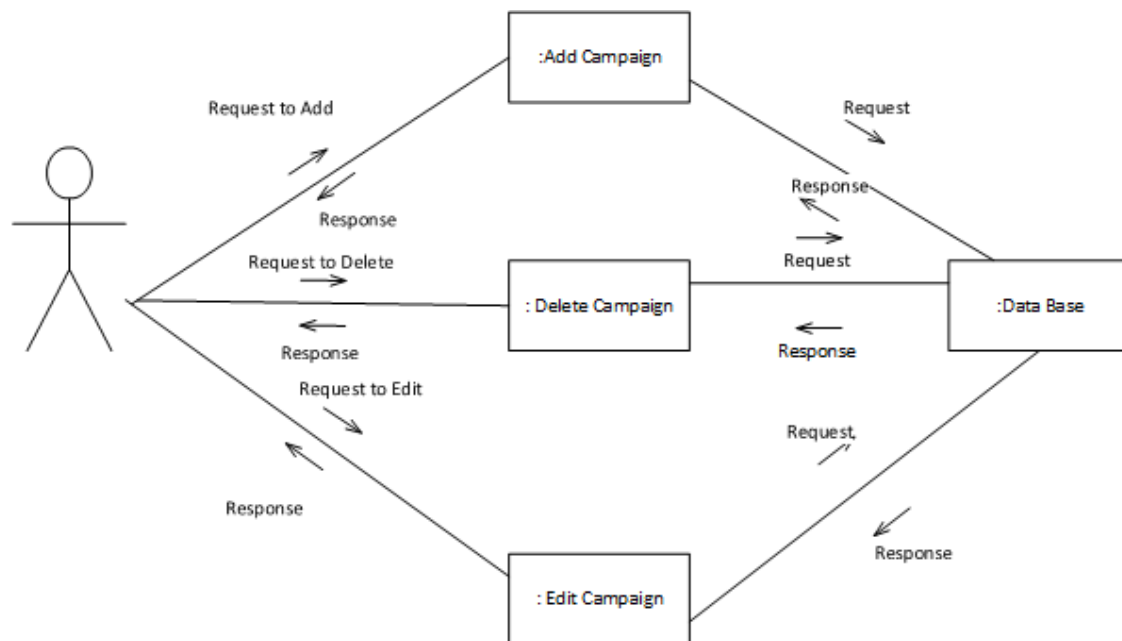 :Add Campaign
Request to Add
Request
Response
Response
Request to Delete
Request
: Delete Campaign
:Data Base
Response
Response
Request to Edit
Request
Response
Response
: Edit Campaign